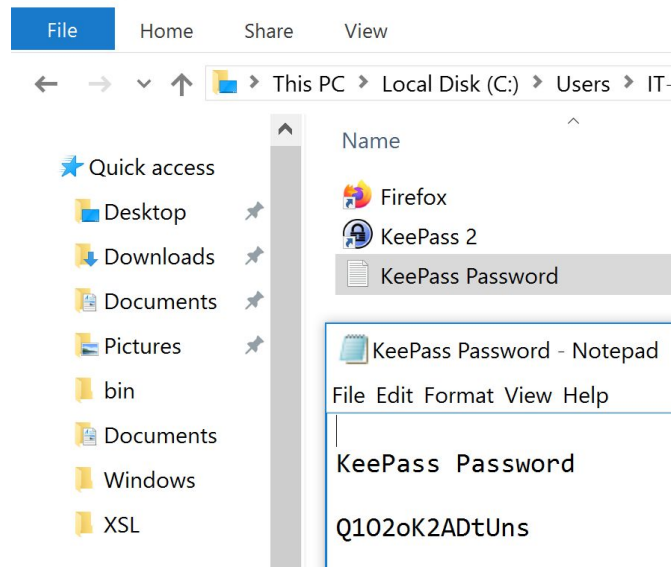 File Home Share View
This PC > Local Disk (C:) > Users > IT-
Name
Quick access
Desktop
Downloads
Documents
Pictures
bin
Documents
Windows
XSL
Firefox
KeePass 2
KeePass Password
KeePass Password - Notepad
File Edit Format View Help
KeePass Password
Q1O2oK2ADtUns